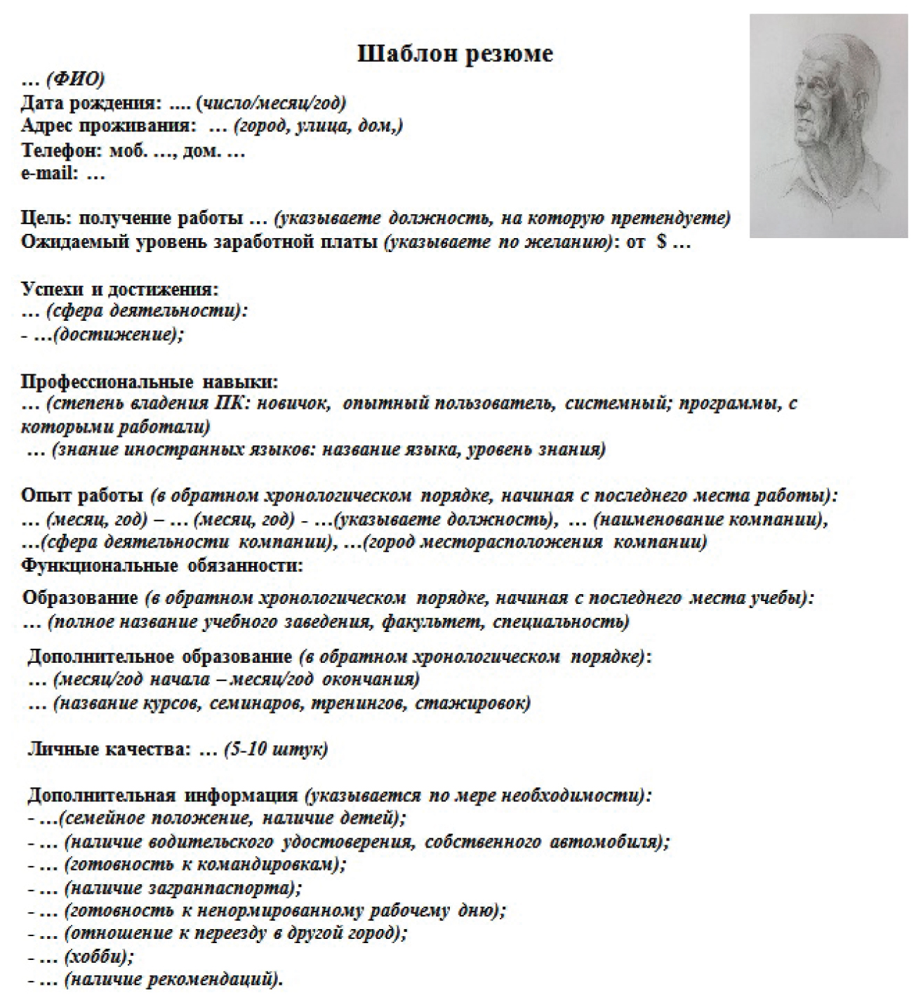 Шаблон резюме
… (ФИО)
Дата рождения: .... (число/месяц/год)
Адрес проживания: … (город, улица, дом,)
Телефон: моб. …, дом. …
e-mail: …
Цель: получение работы … (указываете должность, на которую претендуете)
Ожидаемый уровень заработной платы (указываете по желанию): от $ …
Успехи и достижения:
… (сфера деятельности):
- …(достижение);
Профессиональные навыки:
… (степень владения ПК: новичок, опытный пользователь, системный; программы, с
которыми работали)
… (знание иностранных языков: название языка, уровень знания)
Опыт работы (в обратном хронологическом порядке, начиная с последнего места работы):
… (месяц, год) – … (месяц, год) - …(указываете должность), … (наименование компании),
…(сфера деятельности компании), …(город месторасположения компании)
Функциональные обязанности:
Образование (в обратном хронологическом порядке, начиная с последнего места учебы):
… (полное название учебного заведения, факультет, специальность)
Дополнительное образование (в обратном хронологическом порядке):
… (месяц/год начала – месяц/год окончания)
… (название курсов, семинаров, тренингов, стажировок)
Личные качества: … (5-10 штук)
Дополнительная информация (указывается по мере необходимости):
- …(семейное положение, наличие детей);
- … (наличие водительского удостоверения, собственного автомобиля);
- … (готовность к командировкам);
- … (наличие загранпаспорта);
- … (готовность к ненормированному рабочему дню);
- … (отношение к переезду в другой город);
- … (хобби);
- … (наличие рекомендаций).